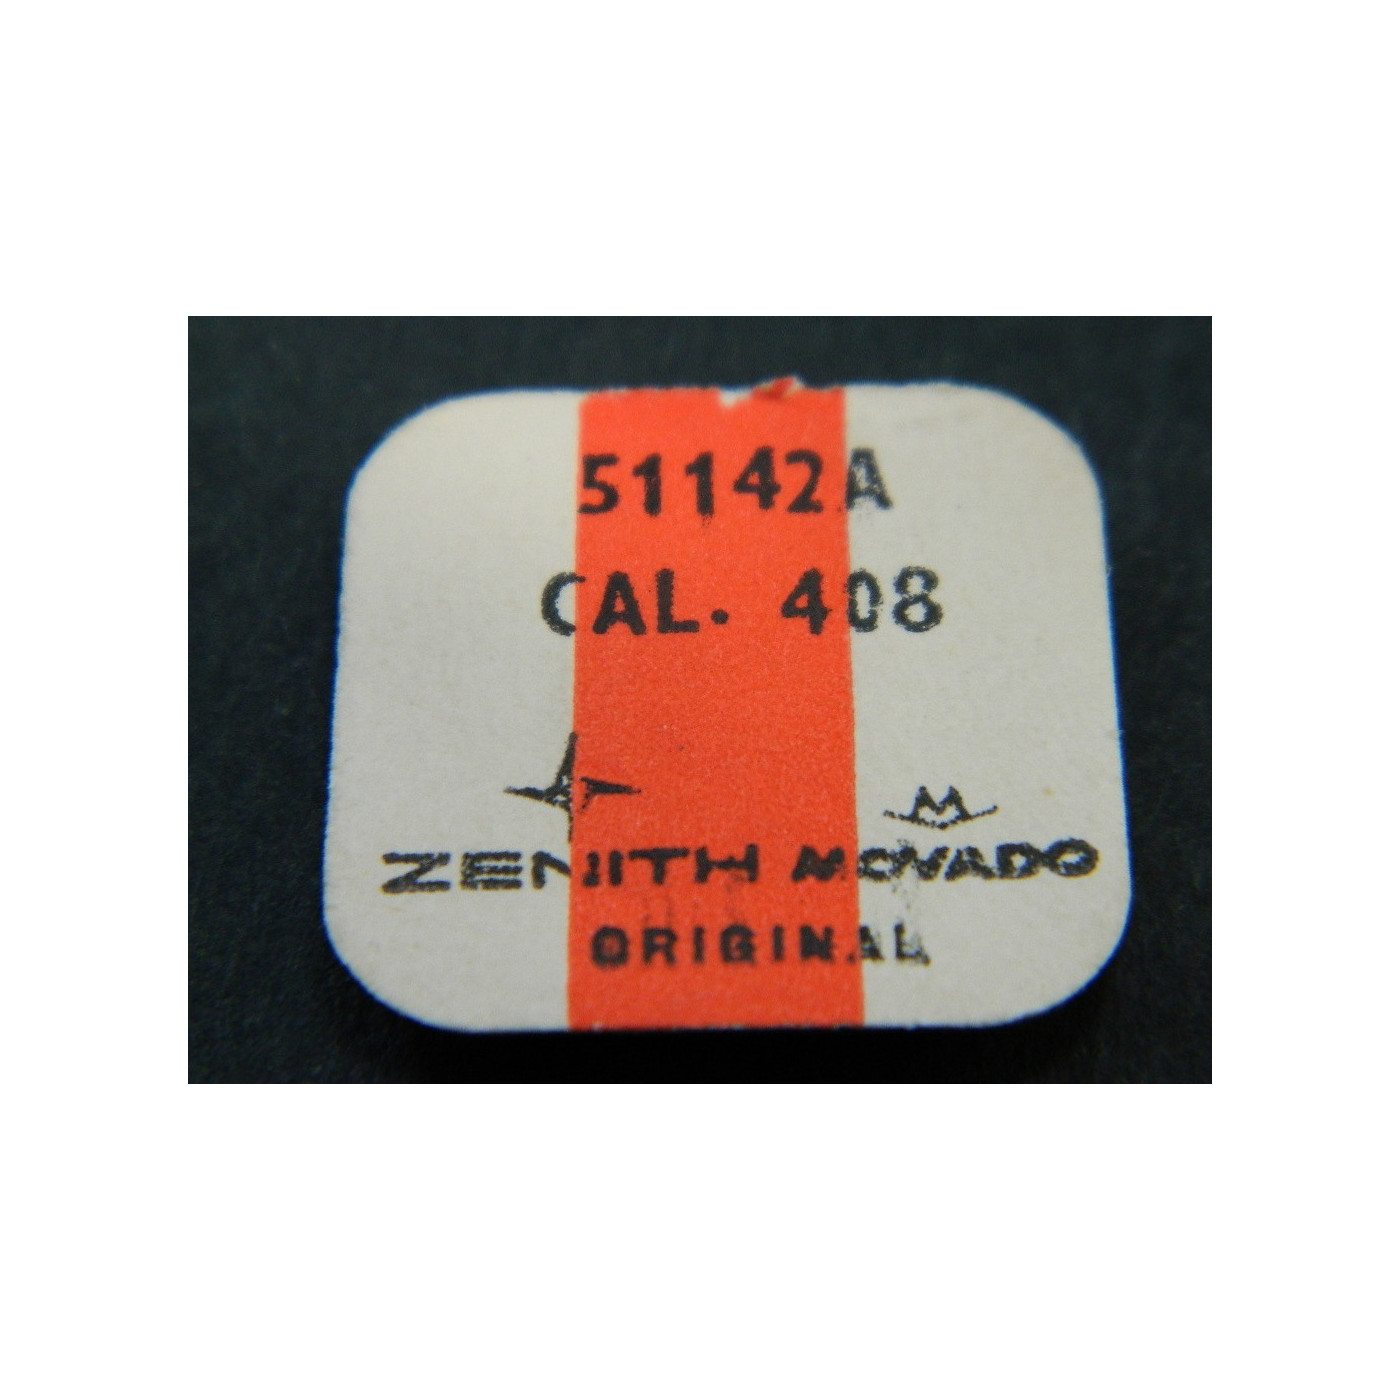 51142A
CAL. 408
ZENITH MOVADO
ORIGINAL